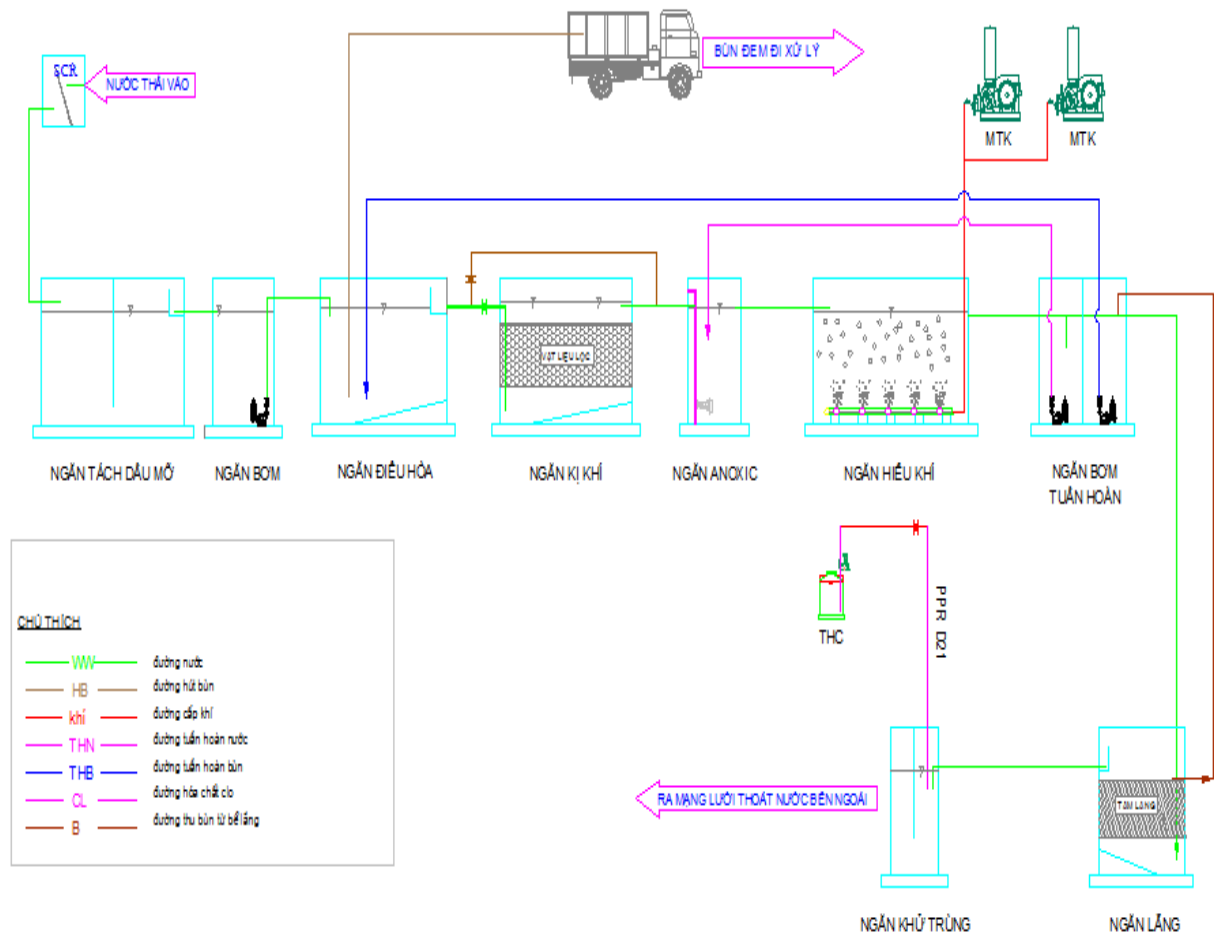 BÙN ĐEM ĐI XỬ LÝ
SCR
NƯỚC THẢI VÀO
MTK
MTK
VẬT LIỆU LỌC
NGĂN TÁCH DẦU MỠ
NGĂN BƠM
NGĂN ĐIỀU HÒA
NGĂN KỊ KHÍ
NGĂN ANOXIC
NGĂN HIẾU KHÍ
NGĂN BƠM
TUẦN HOÀN
THC
PPR D21
CHÚ THÍCH
WW đường nước
HB đường hút bùn
khí đường cấp khí
THN đường tuần hoàn nước
THB đường tuần hoàn bùn
CL đường hóa chất clo
B đường thu bùn từ bể lắng
RA MẠNG LƯỚI THOÁT NƯỚC BÊN NGOÀI
TẤM LẮNG
NGĂN KHỬ TRÙNG
NGĂN LẮNG